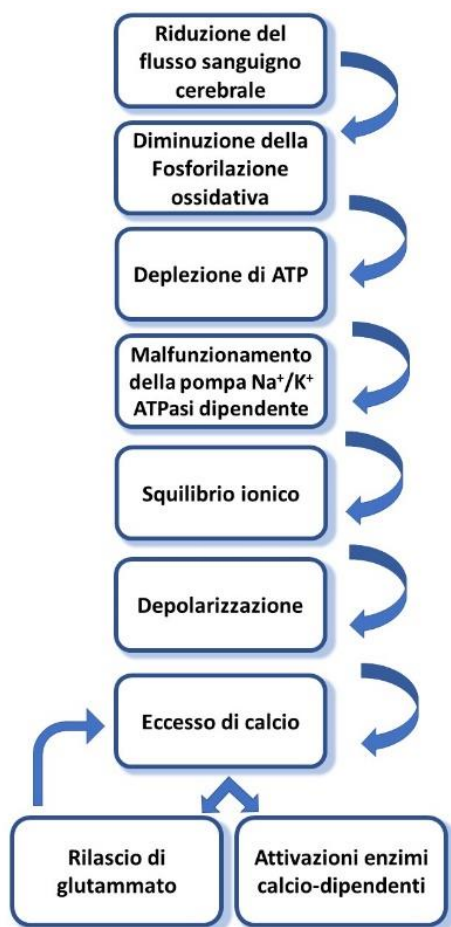 Riduzione del
flusso sanguigno
cerebrale
Diminuzione della
Fosforilazione
ossidativa
Deplezione di ATP
Malfunzionamento
della pompa Na⁺/K⁺
ATPasi dipendente
Squilibrio ionico
Depolarizzazione
Eccesso di calcio
Rilascio di
glutammato
Attivazioni enzimi
calcio-dipendenti